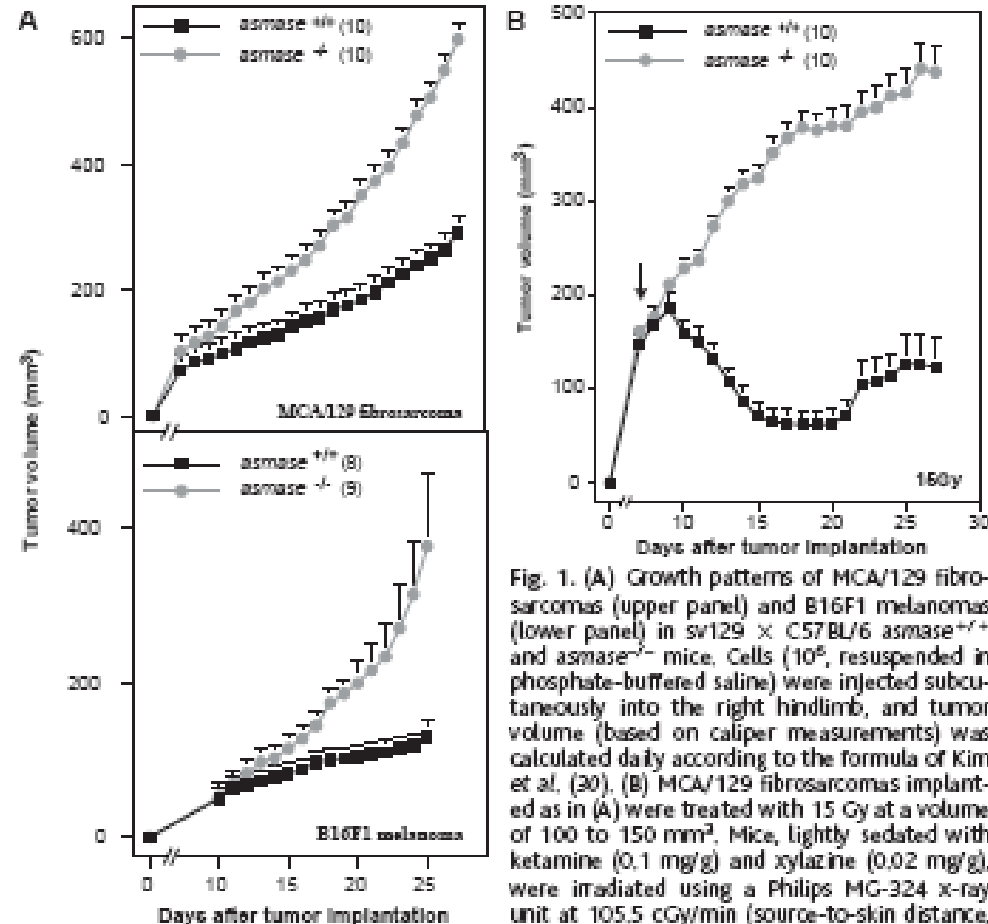 A
asmase +/+ (10)
asmase -/- (10)
600
400
200
0
MCA/129 fibrosarcoma
Tumor volume (mm3)
asmase +/+ (8)
asmase -/- (9)
400
200
0
B16F1 melanoma
0 10 15 20 25
Days after tumor implantation
B
asmase +/+ (10)
asmase -/- (10)
500
400
300
200
100
0
Tumor volume (mm3)
0 10 15 20 25 30
Days after tumor implantation
Fig. 1. (A) Growth patterns of MCA/129 fibro-
sarcomas (upper panel) and B16F1 melanomas
(lower panel) in sv129 × C57BL/6 asmase+/+
and asmase-/- mice. Cells (10⁶, resuspended in
phosphate-buffered saline) were injected subcu-
taneously into the right hindlimb, and tumor
volume (based on caliper measurements) was
calculated daily according to the formula of Kim
et al. (30). (B) MCA/129 fibrosarcomas implant-
ed as in (A) were treated with 15 Gy at a volume
of 100 to 150 mm³. Mice, lightly sedated with
ketamine (0.1 mg/g) and xylazine (0.02 mg/g),
were irradiated using a Philips MG-324 x-ray
unit at 105.5 cGy/min (source-to-skin distance,